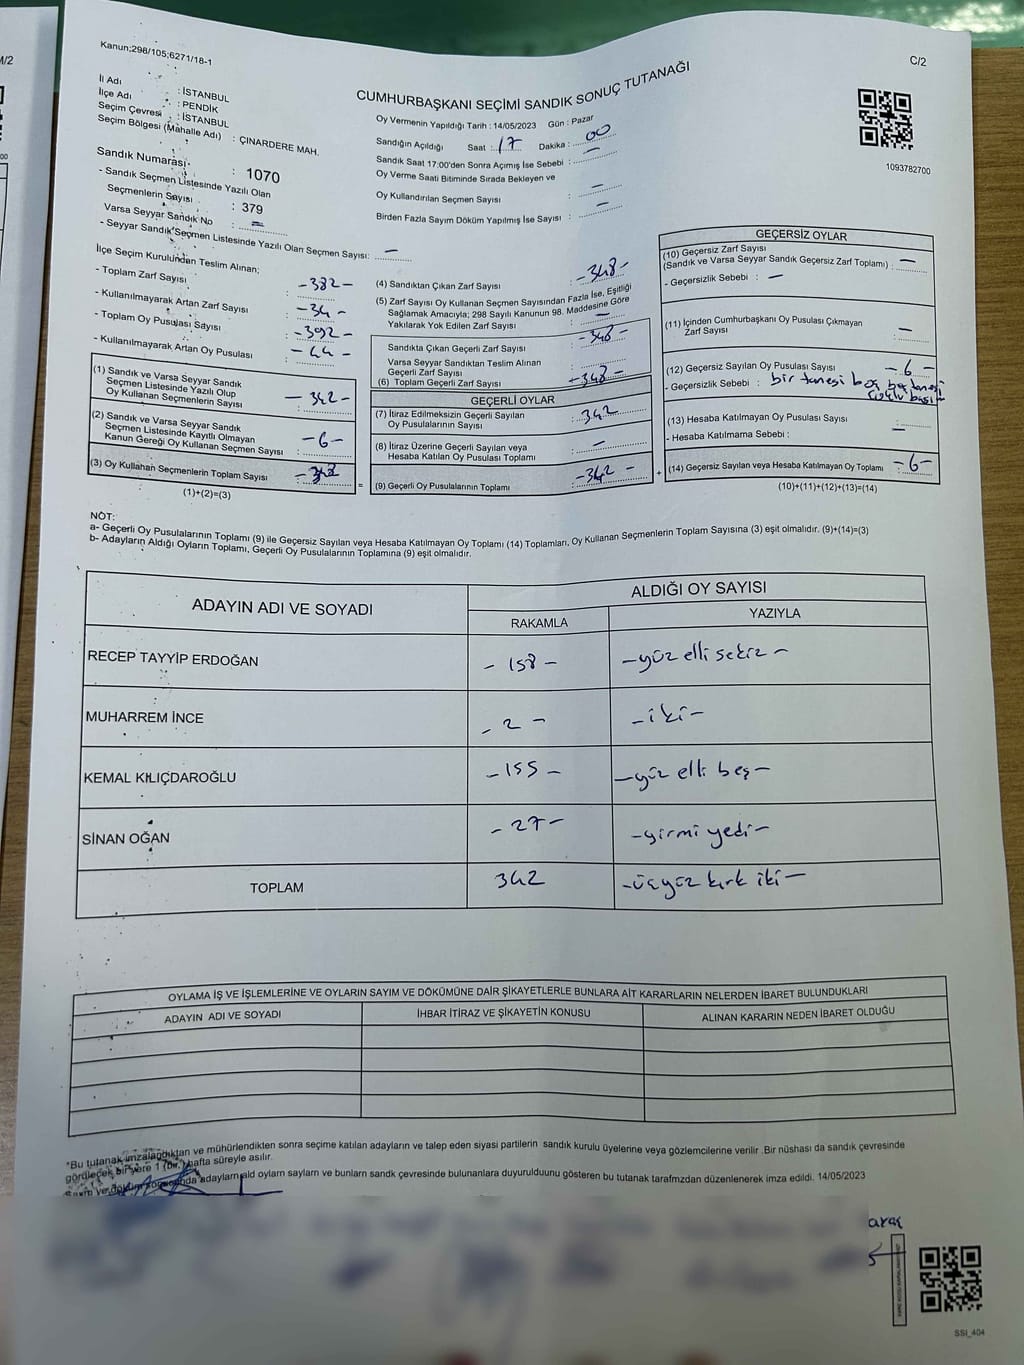 Kanun;298/105;6271/18-1
C/2
İl Adı : İSTANBUL
İlçe Adı : PENDİK
Seçim Çevresi : İSTANBUL
Seçim Bölgesi (Mahalle Adı) : ÇINARDERE MAH.
Sandık Numarası : 1070
- Sandık Seçmen Listesinde Yazılı Olan
Seçmenlerin Sayısı : 379
Varsa Seyyar Sandık No : –
- Seyyar Sandık Seçmen Listesinde Yazılı Olan Seçmen Sayısı: –
CUMHURBAŞKANI SEÇİMİ SANDIK SONUÇ TUTANAĞI
Oy Vermenin Yapıldığı Tarih : 14/05/2023 Gün : Pazar
Sandığın Açıldığı Saat : 17 Dakika : 00
Sandık Saat 17:00'den Sonra Açımış İse Sebebi : –
Oy Verme Saati Bitiminde Sırada Bekleyen ve
Oy Kullandırılan Seçmen Sayısı : –
Birden Fazla Sayım Döküm Yapılmış İse Sayısı : –
1093782700
İlçe Seçim Kurulundan Teslim Alınan;
- Toplam Zarf Sayısı : -382-
- Kullanılmayarak Artan Zarf Sayısı : -34-
- Toplam Oy Pusulası Sayısı : -392-
- Kullanılmayarak Artan Oy Pusulası : -44-
(1) Sandık ve Varsa Seyyar Sandık
Seçmen Listesinde Yazılı Olup
Oy Kullanan Seçmenlerin Sayısı : -342-
(2) Sandık ve Varsa Seyyar Sandık
Seçmen Listesinde Kayıtlı Olmayan
Kanun Gereği Oy Kullanan Seçmen Sayısı : -6-
(3) Oy Kullanan Seçmenlerin Toplam Sayısı :
(1)+(2)=(3)
(4) Sandıktan Çıkan Zarf Sayısı : -348-
(5) Zarf Sayısı Oy Kullanan Seçmen Sayısından Fazla İse, Eşitliği
Sağlamak Amacıyla; 298 Sayılı Kanunun 98. Maddesine Göre
Yakılarak Yok Edilen Zarf Sayısı : –
Sandıkta Çıkan Geçerli Zarf Sayısı : -348-
Varsa Seyyar Sandıktan Teslim Alınan
Geçerli Zarf Sayısı :
(6) Toplam Geçerli Zarf Sayısı : -348-
GEÇERLİ OYLAR
(7) İtiraz Edilmeksizin Geçerli Sayılan
Oy Pusulalarının Sayısı : 342
(8) İtiraz Üzerine Geçerli Sayılan veya
Hesaba Katılan Oy Pusulası Toplamı : –
= (9) Geçerli Oy Pusulalarının Toplamı : -342-
GEÇERSİZ OYLAR
(10) Geçersiz Zarf Sayısı
(Sandık ve Varsa Seyyar Sandık Geçersiz Zarf Toplamı) : –
- Geçersizlik Sebebi : –
(11) İçinden Cumhurbaşkanı Oy Pusulası Çıkmayan
Zarf Sayısı : –
(12) Geçersiz Sayılan Oy Pusulası Sayısı : -6-
- Geçersizlik Sebebi : bir tanesi boş beş tanesi
(13) Hesaba Katılmayan Oy Pusulası Sayısı : –
- Hesaba Katılmama Sebebi :
+ (14) Geçersiz Sayılan veya Hesaba Katılmayan Oy Toplamı : -6-
(10)+(11)+(12)+(13)=(14)
NOT:
a- Geçerli Oy Pusulalarının Toplamı (9) ile Geçersiz Sayılan veya Hesaba Katılmayan Oy Toplamı (14) Toplamları, Oy Kullanan Seçmenlerin Toplam Sayısına (3) eşit olmalıdır. (9)+(14)=(3)
b- Adayların Aldığı Oyların Toplamı, Geçerli Oy Pusulalarının Toplamına (9) eşit olmalıdır.
ADAYIN ADI VE SOYADI
ALDIĞI OY SAYISI
RAKAMLA YAZIYLA
RECEP TAYYİP ERDOĞAN -158- -yüz elli sekiz-
MUHARREM İNCE -2- -iki-
KEMAL KILIÇDAROĞLU -155- -yüz elli beş-
SİNAN OĞAN -27- -yirmi yedi-
TOPLAM 342 -üçyüz kırk iki-
OYLAMA İŞ VE İŞLEMLERİNE VE OYLARIN SAYIM VE DÖKÜMÜNE DAİR ŞİKAYETLERLE BUNLARA AİT KARARLARIN NELERDEN İBARET BULUNDUKLARI
ADAYIN ADI VE SOYADI İHBAR İTİRAZ VE ŞİKAYETİN KONUSU ALINAN KARARIN NEDEN İBARET OLDUĞU
*Bu tutanak imzalandıktan ve mühürlendikten sonra seçime katılan adayların ve talep eden siyasi partilerin sandık kurulu üyelerine veya gözlemcilerine verilir .Bir nüshası da sandık çevresinde
görülecek bir yere 1 (bir) hafta süreyle asılır.
Sayım ve döküm sonucunda adaylarn ald oylarn saylarn ve bunlarn sandk çevresinde bulunanlara duyurulduunu gösteren bu tutanak tarafmzdan düzenlenerek imza edildi. 14/05/2023
SSI_404